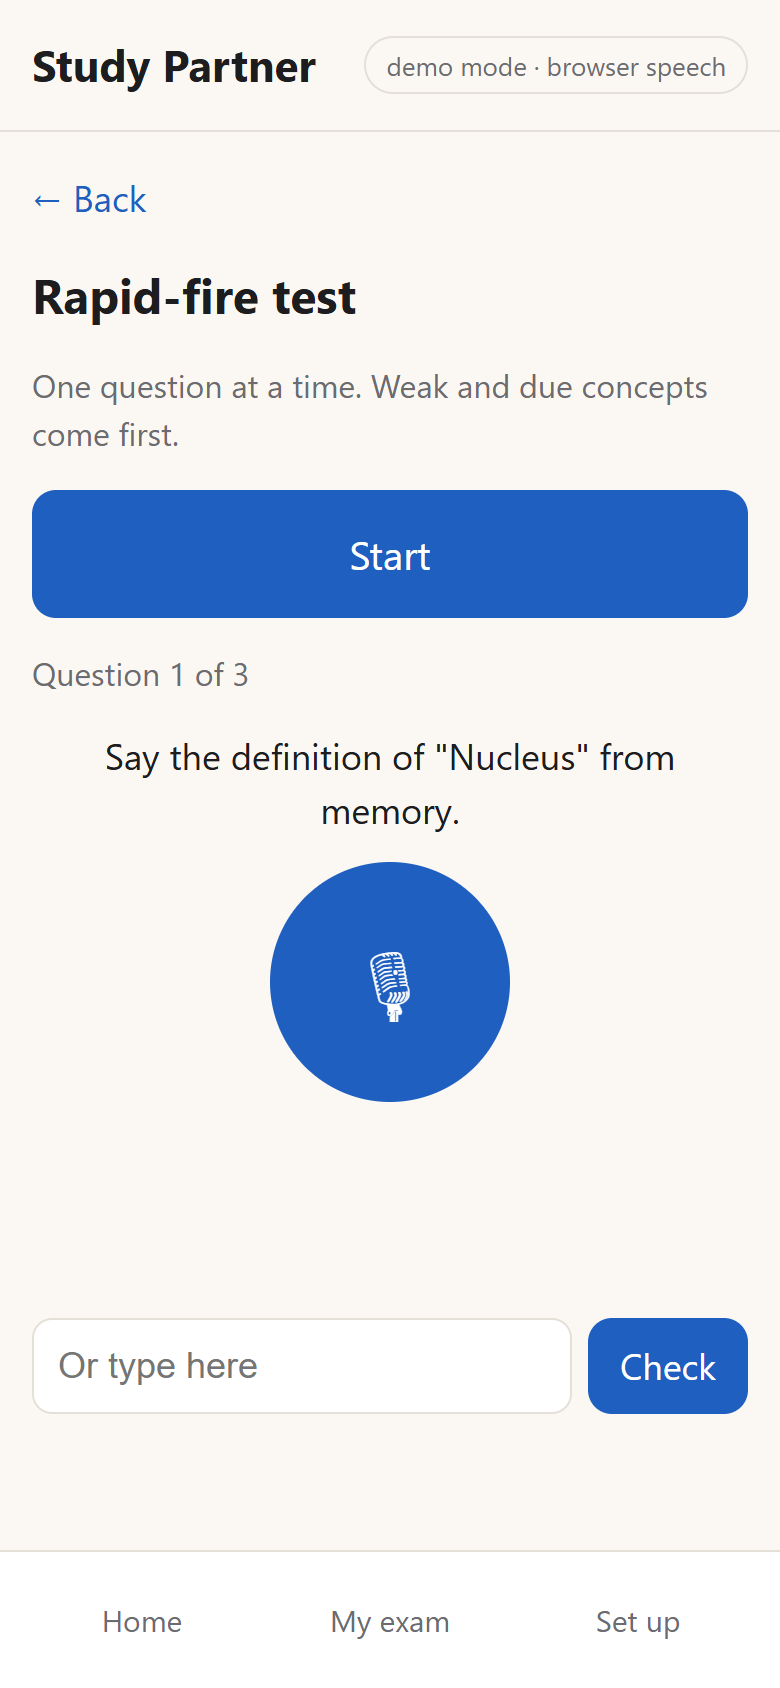 Study Partner
demo mode · browser speech
← Back
Rapid-fire test
One question at a time. Weak and due concepts
come first.
Start
Question 1 of 3
Say the definition of "Nucleus" from
memory.
Or type here
Check
Home
My exam
Set up